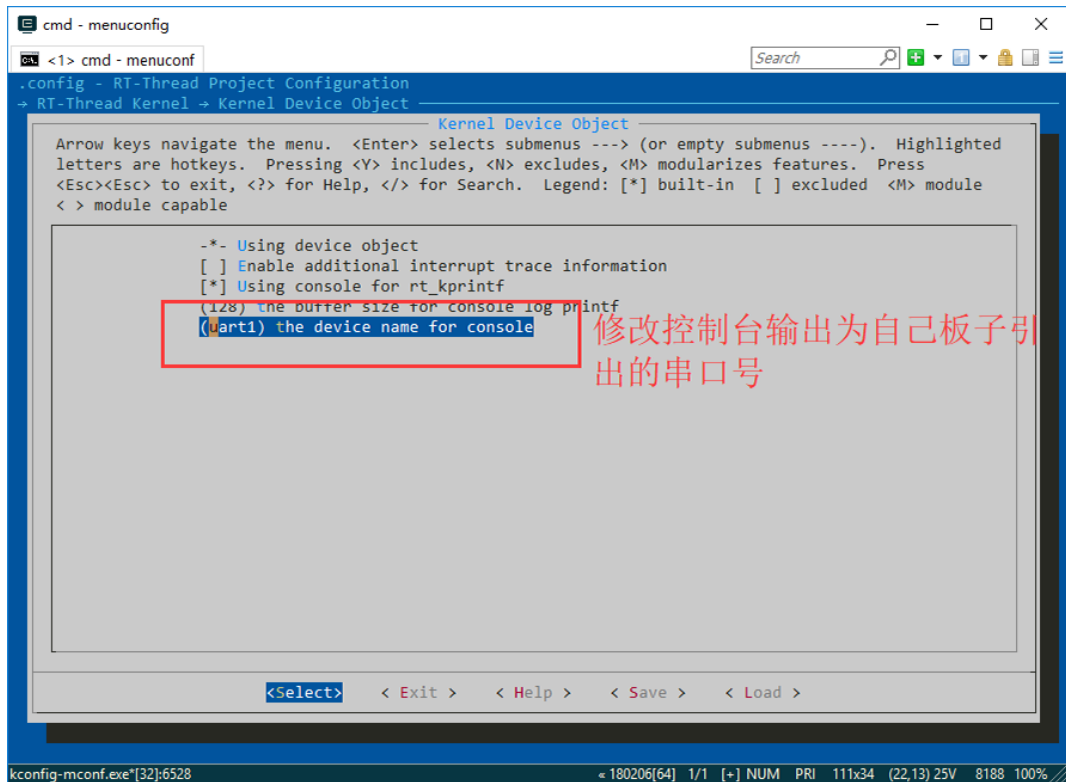 cmd - menuconfig
<1> cmd - menuconf
Search
.config - RT-Thread Project Configuration
→ RT-Thread Kernel → Kernel Device Object
Kernel Device Object
Arrow keys navigate the menu.  <Enter> selects submenus ---> (or empty submenus ----).  Highlighted
letters are hotkeys.  Pressing <Y> includes, <N> excludes, <M> modularizes features.  Press
<Esc><Esc> to exit, <?> for Help, </> for Search.  Legend: [*] built-in  [ ] excluded  <M> module
< > module capable
-*- Using device object
[ ] Enable additional interrupt trace information
[*] Using console for rt_kprintf
(128) the buffer size for console log printf
(uart1) the device name for console
修改控制台输出为自己板子引
出的串口号
<Select>    < Exit >    < Help >    < Save >    < Load >
kconfig-mconf.exe*[32]:6528
« 180206[64]  1/1  [+] NUM  PRI  111x34  (22,13) 25V  8188  100%